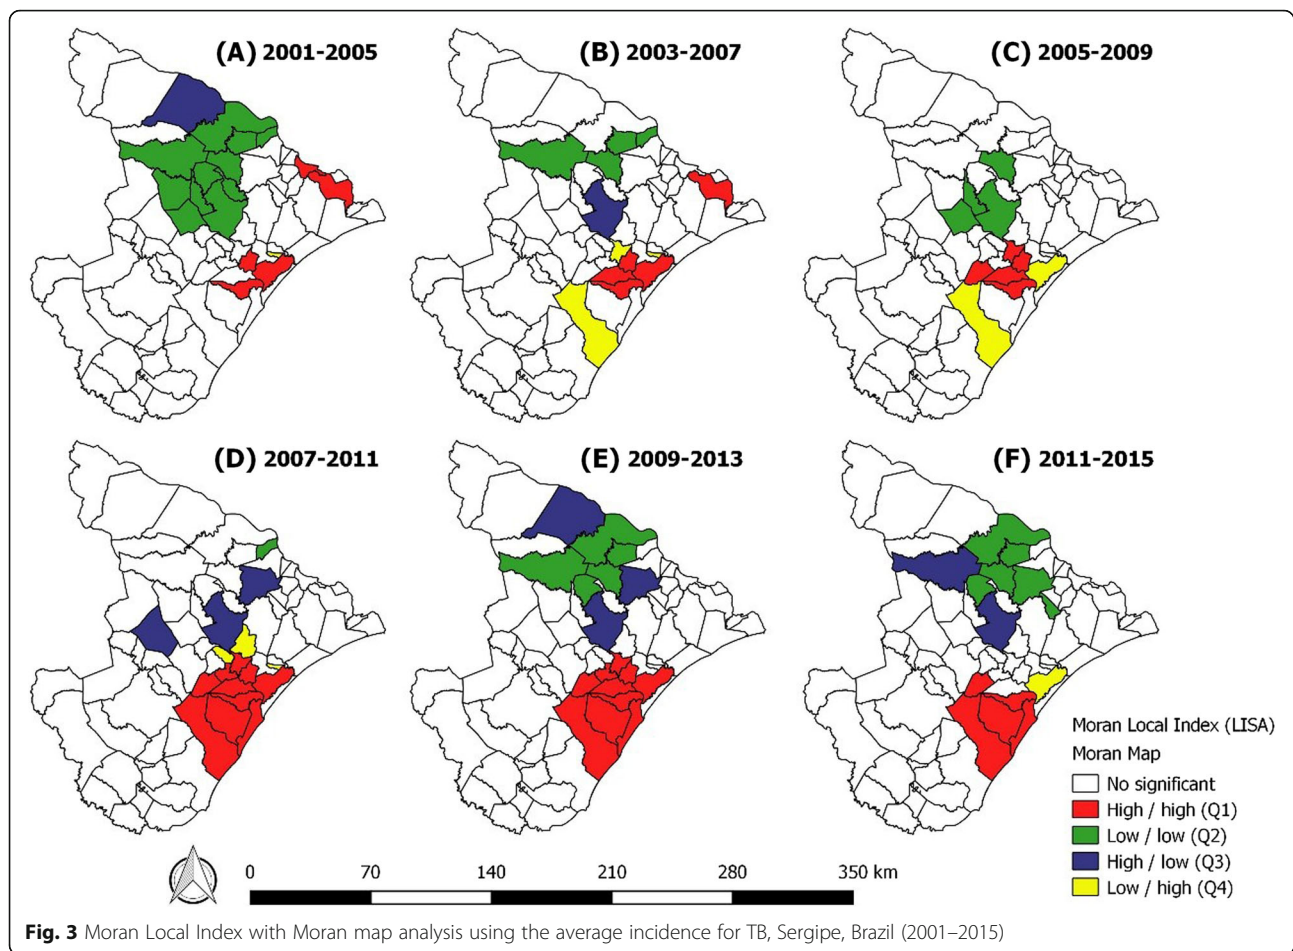 (A) 2001-2005
(B) 2003-2007
(C) 2005-2009
(D) 2007-2011
(E) 2009-2013
(F) 2011-2015
Moran Local Index (LISA)
Moran Map
No significant
High / high (Q1)
Low / low (Q2)
High / low (Q3)
Low / high (Q4)
0 70 140 210 280 350 km
Fig. 3 Moran Local Index with Moran map analysis using the average incidence for TB, Sergipe, Brazil (2001–2015)